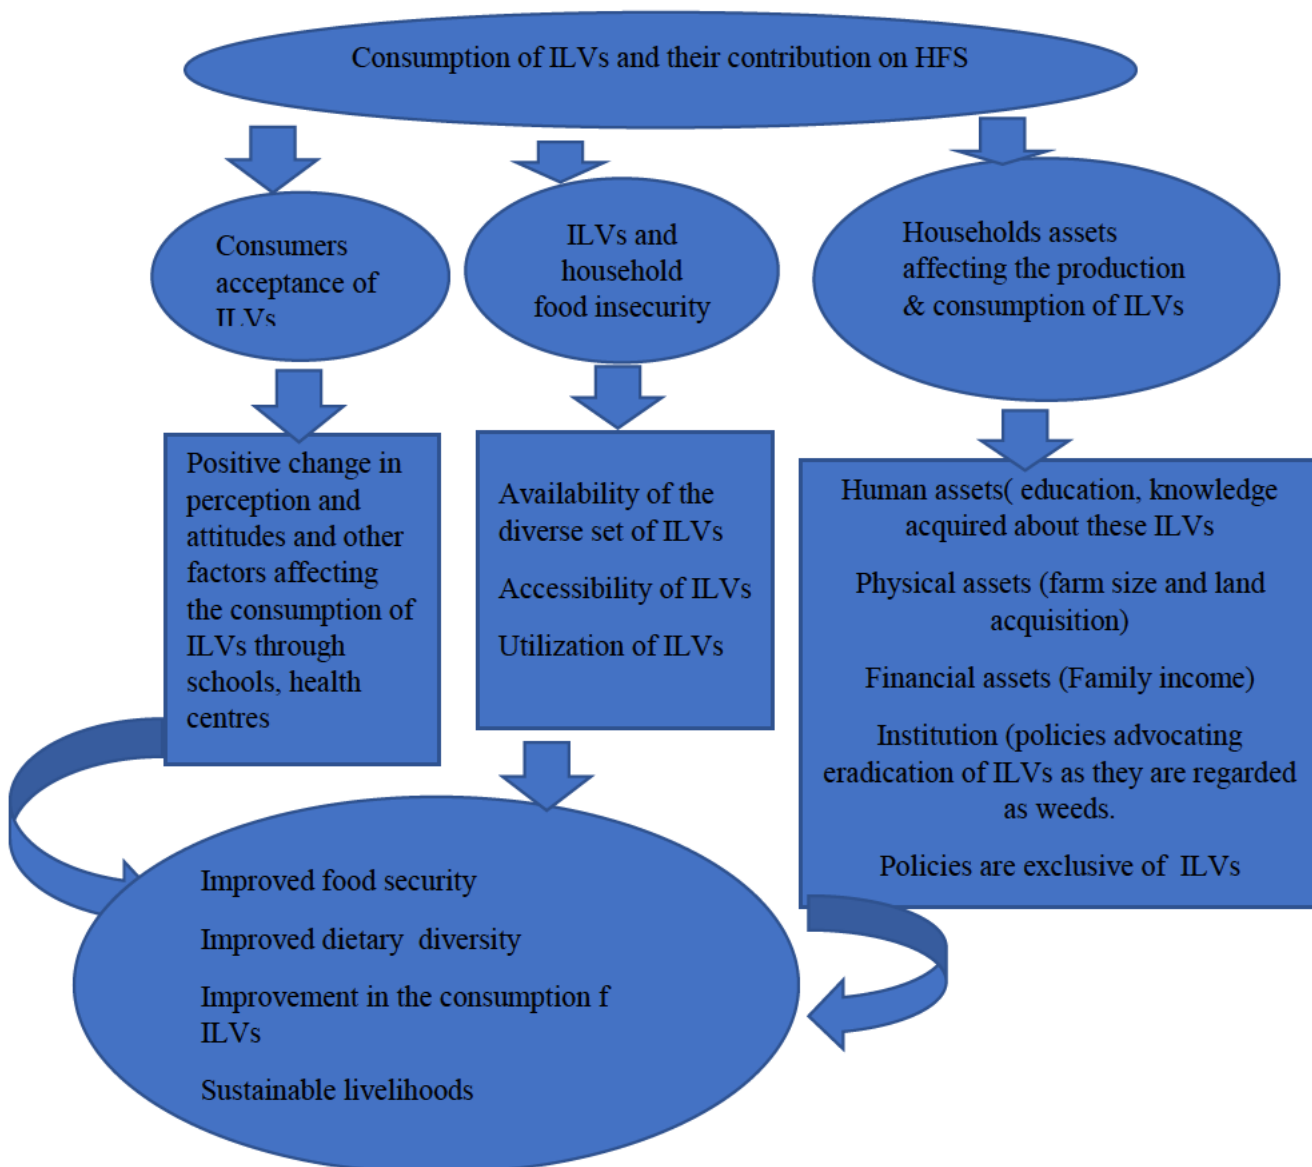 Consumption of ILVs and their contribution on HFS
Consumers
acceptance of
ILVs
ILVs and
household
food insecurity
Households assets
affecting the production
& consumption of ILVs
Positive change in
perception and
attitudes and other
factors affecting
the consumption of
ILVs through
schools, health
centres
Availability of the
diverse set of ILVs
Accessibility of ILVs
Utilization of ILVs
Human assets( education, knowledge
acquired about these ILVs
Physical assets (farm size and land
acquisition)
Financial assets (Family income)
Institution (policies advocating
eradication of ILVs as they are regarded
as weeds.
Policies are exclusive of ILVs
Improved food security
Improved dietary diversity
Improvement in the consumption f
ILVs
Sustainable livelihoods